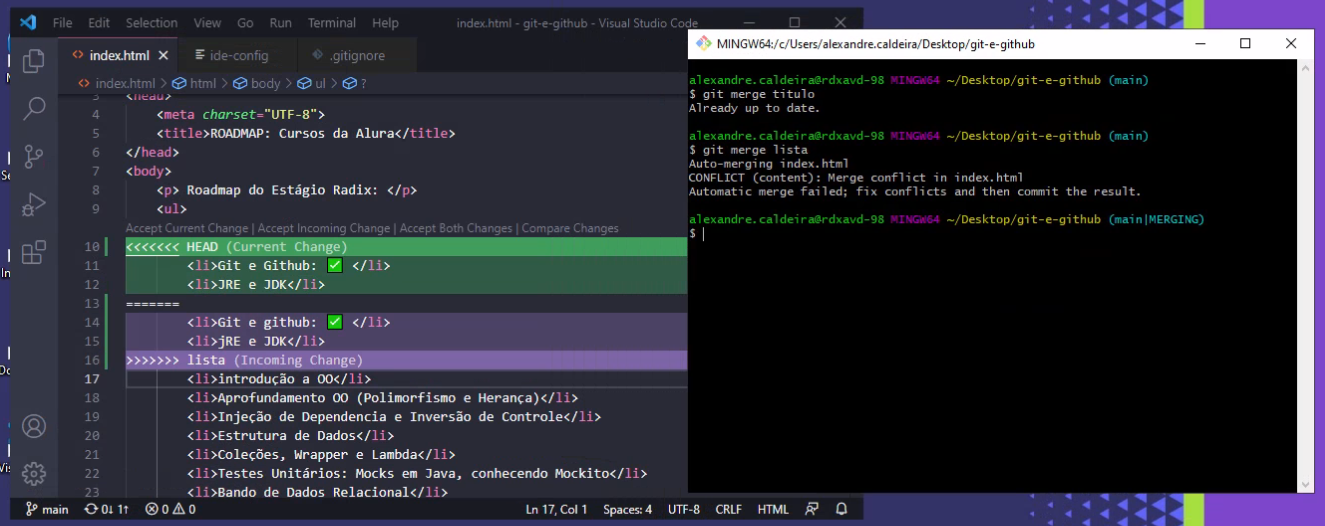 File Edit Selection View Go Run Terminal Help index.html - git-e-github - Visual Studio Code
index.html ide-config .gitignore
index.html > html > body > ul > ?
3 <head>
4 <meta charset="UTF-8">
5 <title>ROADMAP: Cursos da Alura</title>
6 </head>
7 <body>
8 <p> Roadmap do Estágio Radix: </p>
9 <ul>
Accept Current Change | Accept Incoming Change | Accept Both Changes | Compare Changes
10 <<<<<<< HEAD (Current Change)
11 <li>Git e Github: ✅ </li>
12 <li>JRE e JDK</li>
13 =======
14 <li>Git e github: ✅ </li>
15 <li>jRE e JDK</li>
16 >>>>>>> lista (Incoming Change)
17 <li>introdução a OO</li>
18 <li>Aprofundamento OO (Polimorfismo e Herança)</li>
19 <li>Injeção de Dependencia e Inversão de Controle</li>
20 <li>Estrutura de Dados</li>
21 <li>Coleções, Wrapper e Lambda</li>
22 <li>Testes Unitários: Mocks em Java, conhecendo Mockito</li>
23 <li>Bando de Dados Relacional</li>
main 0↓ 1↑ 0 0 Ln 17, Col 1 Spaces: 4 UTF-8 CRLF HTML
MINGW64:/c/Users/alexandre.caldeira/Desktop/git-e-github
alexandre.caldeira@rdxavd-98 MINGW64 ~/Desktop/git-e-github (main)
$ git merge titulo
Already up to date.
alexandre.caldeira@rdxavd-98 MINGW64 ~/Desktop/git-e-github (main)
$ git merge lista
Auto-merging index.html
CONFLICT (content): Merge conflict in index.html
Automatic merge failed; fix conflicts and then commit the result.
alexandre.caldeira@rdxavd-98 MINGW64 ~/Desktop/git-e-github (main|MERGING)
$